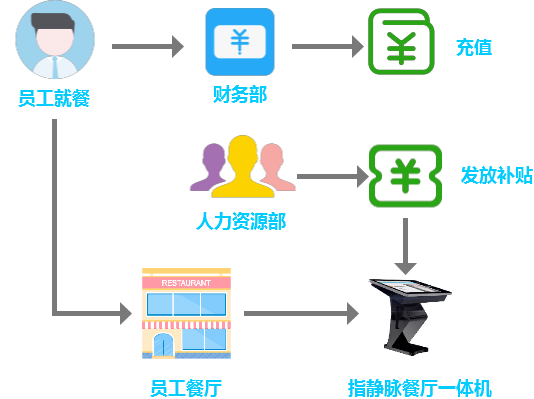 员工就餐
财务部
充值
人力资源部
发放补贴
RESTAURANT
员工餐厅
指静脉餐厅一体机